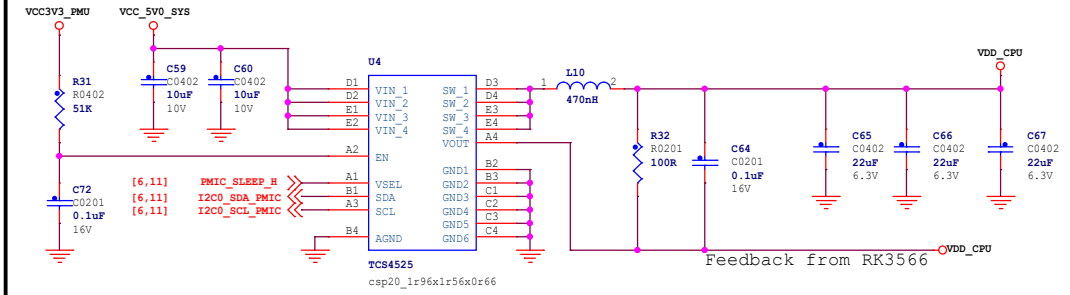 VCC3V3_PMU
VCC_5V0_SYS
R31
R0402
51K
C59
C0402
10uF
10V
C60
C0402
10uF
10V
C72
C0201
0.1uF
16V
[6,11] PMIC_SLEEP_H
[6,11] I2C0_SDA_PMIC
[6,11] I2C0_SCL_PMIC
U4
D1 VIN_1 SW_1 D3
D2 VIN_2 SW_2 D4
E1 VIN_3 SW_3 E3
E2 VIN_4 SW_4 E4
VOUT A4
A2 EN
GND1 B2
A1 VSEL GND2 B3
B1 SDA GND3 C1
A3 SCL GND4 C2
GND5 C3
B4 AGND GND6 C4
TCS4525
csp20_1r96x1r56x0r66
1 L10 2
470nH
R32
R0201
100R
C64
C0201
0.1uF
16V
VDD_CPU
C65
C0402
22uF
6.3V
C66
C0402
22uF
6.3V
C67
C0402
22uF
6.3V
VDD_CPU
Feedback from RK3566